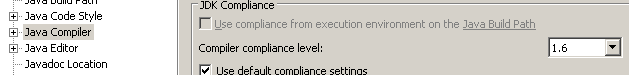 Java Build Path
Java Code Style
Java Compiler
Java Editor
Javadoc Location
JDK Compliance
Use compliance from execution environment on the Java Build Path
Compiler compliance level:
1.6
Use default compliance settings